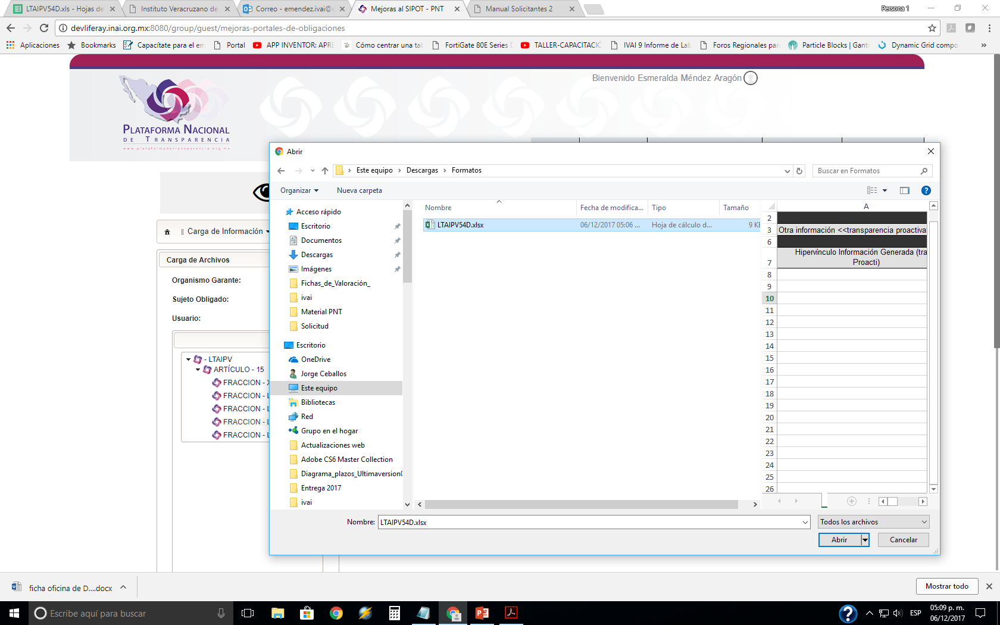 LTAIPV54D.xls - Hojas de
Instituto Veracruzano de
Correo - emendez.ivai@
Mejoras al SIPOT - PNT
Manual Solicitantes 2
Persona 1
devliferay.inai.org.mx:8080/group/guest/mejoras-portales-de-obligaciones
Aplicaciones
Bookmarks
Capacítate para el em
Portal
APP INVENTOR: APRE
Cómo centrar una tab
FortiGate 80E Series
TALLER-CAPACITACIÓ
IVAI 9 Informe de Lab
Foros Regionales para
Particle Blocks | Gant
Dynamic Grid compo
»
Bienvenido Esmeralda Méndez Aragón
PLATAFORMA NACIONAL
DE TRANSPARENCIA
www.plataformadetransparencia.org.mx
Carga de Información
Carga de Archivos
Organismo Garante:
Sujeto Obligado:
Usuario:
- LTAIPV
ARTÍCULO - 15
FRACCION - X
FRACCION - L
FRACCION - L
FRACCION - L
FRACCION - L
Abrir
Este equipo > Descargas > Formatos
Buscar en Formatos
Organizar
Nueva carpeta
Acceso rápido
Escritorio
Documentos
Descargas
Imágenes
Fichas_de_Valoración_
ivai
Material PNT
Solicitud
Escritorio
OneDrive
Jorge Ceballos
Este equipo
Bibliotecas
Red
Grupo en el hogar
Actualizaciones web
Adobe CS6 Master Collection
Diagrama_plazos_Ultimaversion0
Entrega 2017
ivai
Nombre
Fecha de modifica...
Tipo
Tamaño
LTAIPV54D.xlsx
06/12/2017 05:06 ...
Hoja de cálculo d...
9 KB
A
2
3 Otra información <<transparencia proactiva
6
Hipervínculo Información Generada (tra
7 Proacti)
8
9
10
11
12
13
14
15
16
17
18
19
20
21
22
23
24
25
26
Nombre: LTAIPV54D.xlsx
Todos los archivos
Abrir
Cancelar
ficha oficina de D....docx
Mostrar todo
Escribe aquí para buscar
ESP
05:09 p. m.
06/12/2017